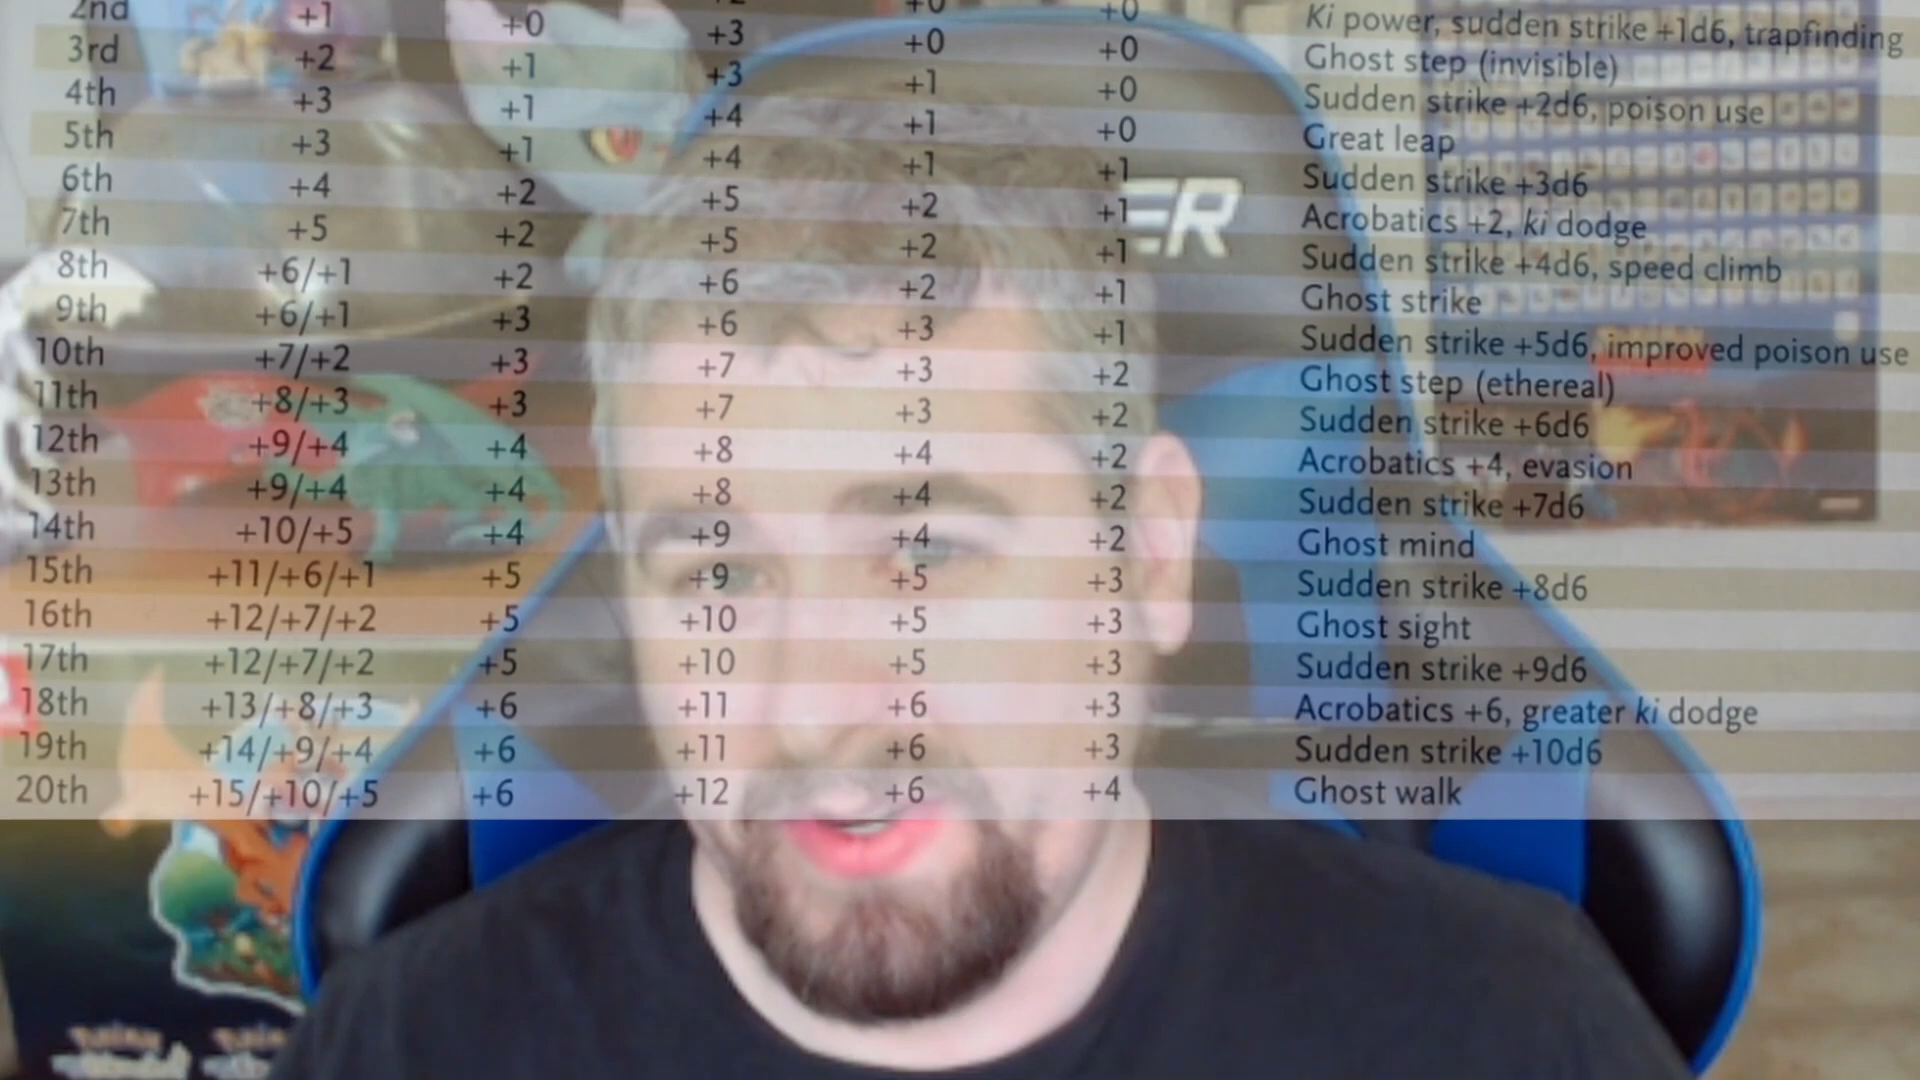 2nd +1 +0 +0 +0 Ki power, sudden strike +1d6, trapfinding
3rd +2 +1 +3 +0 +0 Ghost step (invisible)
4th +3 +1 +3 +1 +0 Sudden strike +2d6, poison use
5th +3 +1 +4 +1 +0 Great leap
6th +4 +2 +4 +1 +1 Sudden strike +3d6
7th +5 +2 +5 +2 +1 Acrobatics +2, ki dodge
8th +6/+1 +2 +5 +2 +1 Sudden strike +4d6, speed climb
9th +6/+1 +3 +6 +2 +1 Ghost strike
10th +7/+2 +3 +6 +3 +1 Sudden strike +5d6, improved poison use
11th +8/+3 +3 +7 +3 +2 Ghost step (ethereal)
12th +9/+4 +4 +7 +3 +2 Sudden strike +6d6
13th +9/+4 +4 +8 +4 +2 Acrobatics +4, evasion
14th +10/+5 +4 +8 +4 +2 Sudden strike +7d6
15th +11/+6/+1 +5 +9 +4 +2 Ghost mind
16th +12/+7/+2 +5 +9 +5 +3 Sudden strike +8d6
17th +12/+7/+2 +5 +10 +5 +3 Ghost sight
18th +13/+8/+3 +6 +10 +5 +3 Sudden strike +9d6
19th +14/+9/+4 +6 +11 +6 +3 Acrobatics +6, greater ki dodge
20th +15/+10/+5 +6 +11 +6 +3 Sudden strike +10d6
+12 +6 +4 Ghost walk
ER